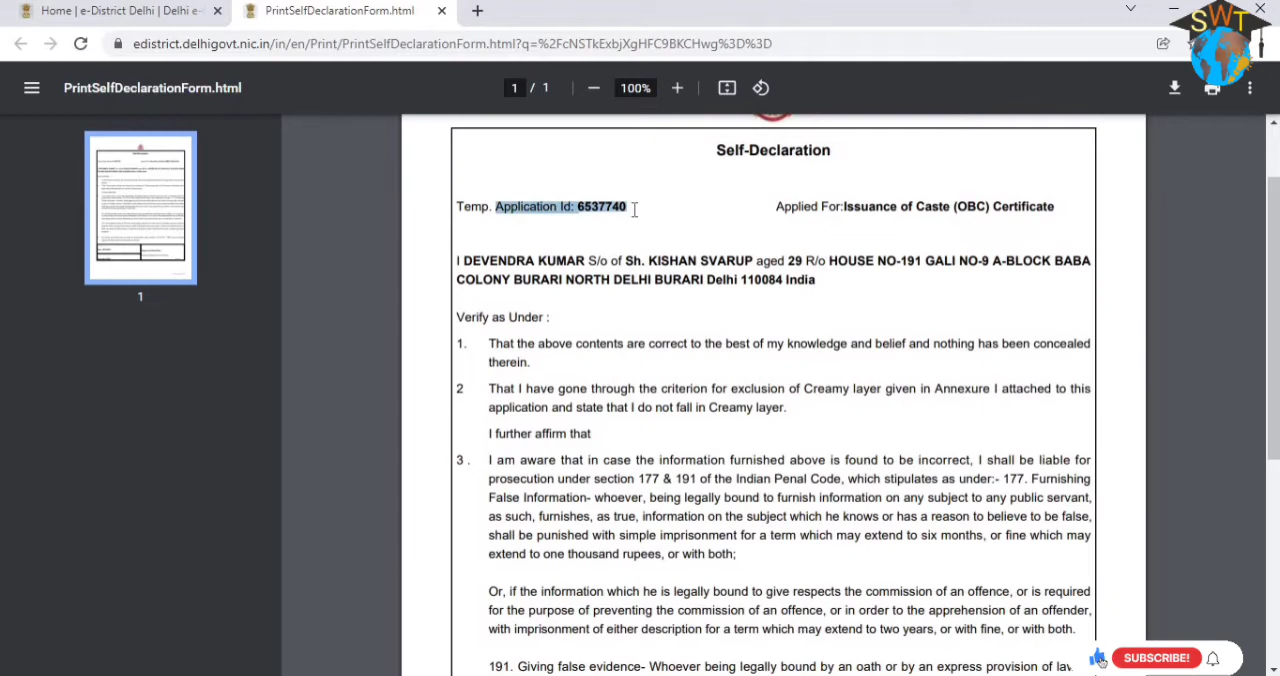 Home | e-District Delhi | Delhi e-
PrintSelfDeclarationForm.html
SWT
edistrict.delhigovt.nic.in/en/Print/PrintSelfDeclarationForm.html?q=%2FcNSTkExbjXgHFC9BKCHwg%3D%3D
PrintSelfDeclarationForm.html
1 / 1
100%
Self-Declaration
Temp. Application Id: 6537740
Applied For:Issuance of Caste (OBC) Certificate
I DEVENDRA KUMAR S/o of Sh. KISHAN SVARUP aged 29 R/o HOUSE NO-191 GALI NO-9 A-BLOCK BABA
COLONY BURARI NORTH DELHI BURARI Delhi 110084 India
Verify as Under :
1. That the above contents are correct to the best of my knowledge and belief and nothing has been concealed
therein.
2 That I have gone through the criterion for exclusion of Creamy layer given in Annexure I attached to this
application and state that I do not fall in Creamy layer.
I further affirm that
3 . I am aware that in case the information furnished above is found to be incorrect, I shall be liable for
prosecution under section 177 & 191 of the Indian Penal Code, which stipulates as under:- 177. Furnishing
False Information- whoever, being legally bound to furnish information on any subject to any public servant,
as such, furnishes, as true, information on the subject which he knows or has a reason to believe to be false,
shall be punished with simple imprisonment for a term which may extend to six months, or fine which may
extend to one thousand rupees, or with both;
Or, if the information which he is legally bound to give respects the commission of an offence, or is required
for the purpose of preventing the commission of an offence, or in order to the apprehension of an offender,
with imprisonment of either description for a term which may extend to two years, or with fine, or with both.
191. Giving false evidence- Whoever being legally bound by an oath or by an express provision of
1
SUBSCRIBE!